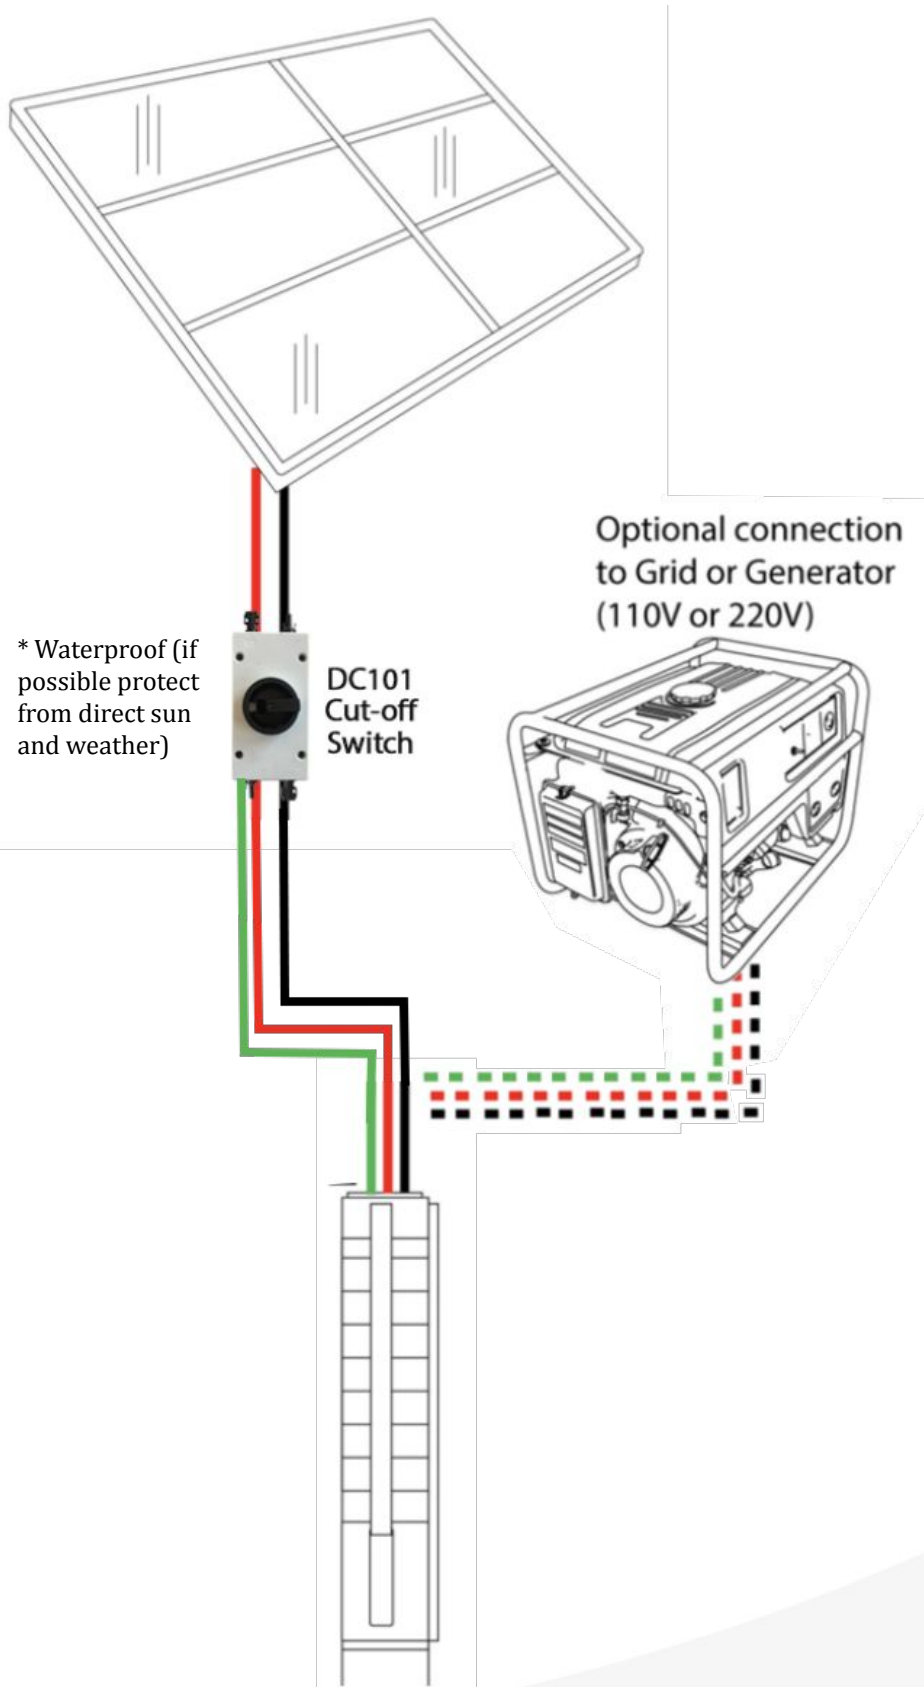 Optional connection
to Grid or Generator
(110V or 220V)
* Waterproof (if
possible protect
from direct sun
and weather)
DC101
Cut-off
Switch